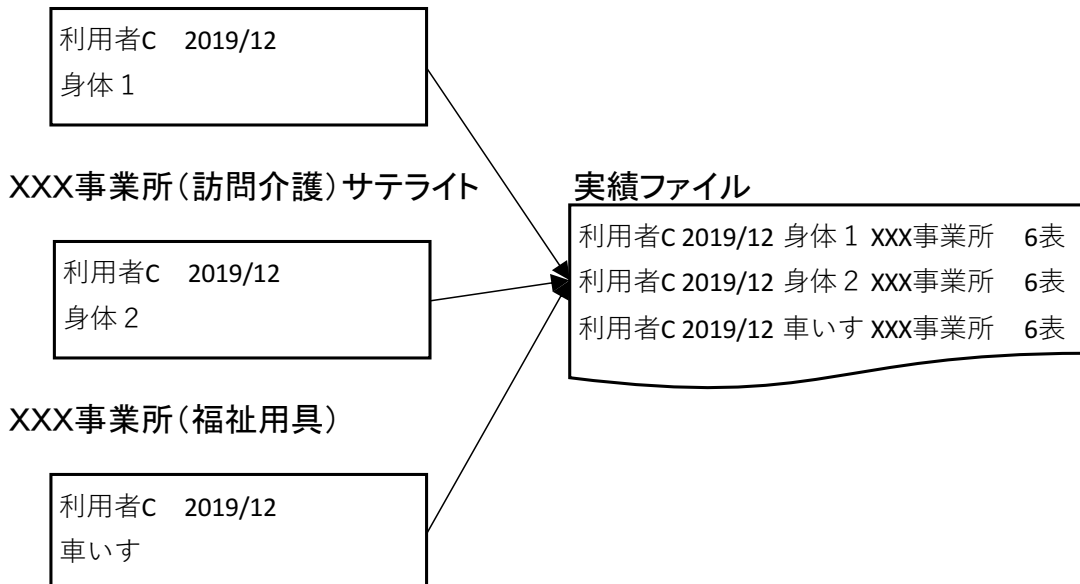 利用者C 2019/12
身体１
XXX事業所（訪問介護）サテライト
利用者C 2019/12
身体２
XXX事業所（福祉用具）
利用者C 2019/12
車いす
実績ファイル
利用者C 2019/12 身体１ XXX事業所 6表
利用者C 2019/12 身体２ XXX事業所 6表
利用者C 2019/12 車いす XXX事業所 6表